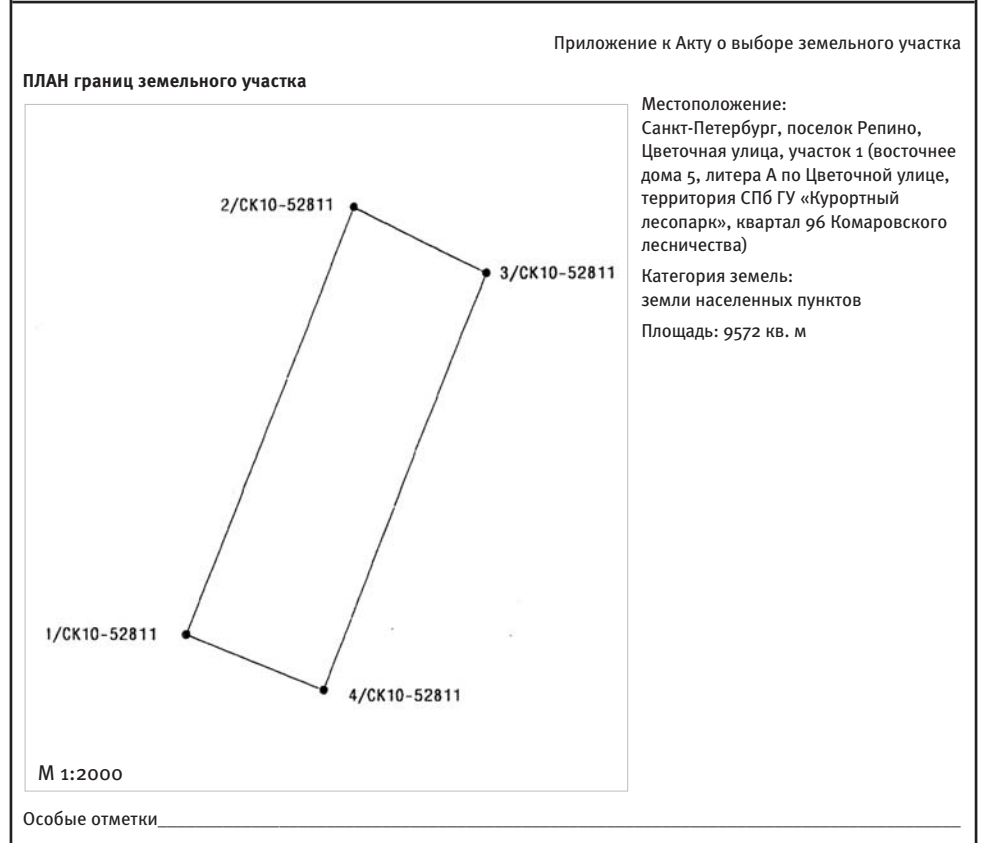 Приложение к Акту о выборе земельного участка
ПЛАН границ земельного участка
Местоположение:
Санкт-Петербург, поселок Репино,
Цветочная улица, участок 1 (восточнее
дома 5, литера А по Цветочной улице,
территория СПб ГУ «Курортный
лесопарк», квартал 96 Комаровского
лесничества)
Категория земель:
земли населенных пунктов
Площадь: 9572 кв. м
2/СК10-52811
3/СК10-52811
1/СК10-52811
4/СК10-52811
М 1:2000
Особые отметки